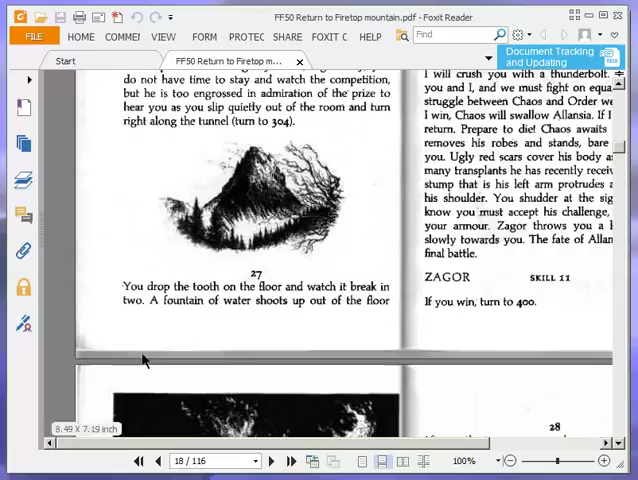 FF50 Return to Firetop mountain.pdf - Foxit Reader
FILE HOME COMMEI VIEW FORM PROTEC SHARE FOXIT C HELP Find
Start FF50 Return to Firetop m...
Document Tracking
and Updating
do not have time to stay and watch the competition,
but he is too engrossed in admiration of the prize to
hear you as you slip quietly out of the room and turn
right along the tunnel (turn to 304).
27
You drop the tooth on the floor and watch it break in
two. A fountain of water shoots up out of the floor
I will crush you with a thunderbolt.
you and I, and we must fight on equa
struggle between Chaos and Order we
I win, Chaos will swallow Allansia. If I
return. Prepare to die! Chaos awaits
removes his robes and stands, bare
you. Ugly red scars cover his body a
many transplants he has recently recei
stump that is his left arm protrudes a
his shoulder. You shudder at the sig
know you must accept his challenge,
your armour. Zagor throws you a
slowly towards you. The fate of Allan
final battle.
ZAGOR SKILL 11
If you win, turn to 400.
28
8.49 X 7.19 inch
18 / 116
100%